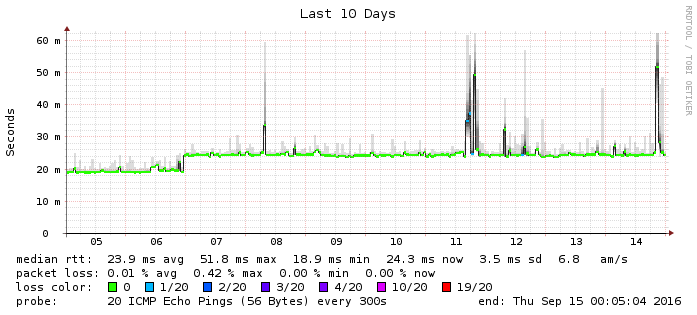 Last 10 Days
RRDTOOL / TOBI OETIKER
Seconds
60 m
50 m
40 m
30 m
20 m
10 m
0
05 06 07 08 09 10 11 12 13 14
median rtt: 23.9 ms avg 51.8 ms max 18.9 ms min 24.3 ms now 3.5 ms sd 6.8 am/s
packet loss: 0.01 % avg 0.42 % max 0.00 % min 0.00 % now
loss color: 0 1/20 2/20 3/20 4/20 10/20 19/20
probe: 20 ICMP Echo Pings (56 Bytes) every 300s end: Thu Sep 15 00:05:04 2016